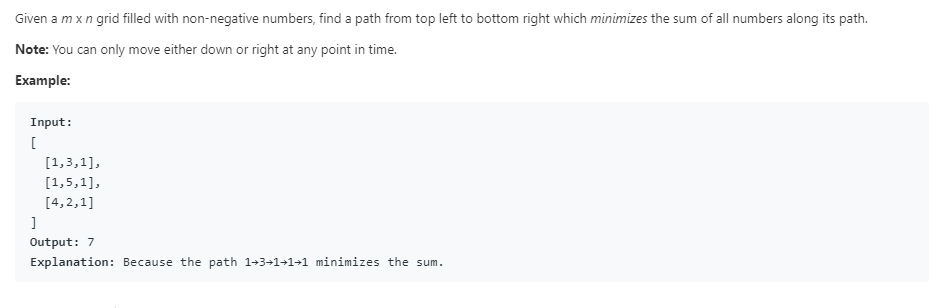 Given a m x n grid filled with non-negative numbers, find a path from top left to bottom right which minimizes the sum of all numbers along its path.
Note: You can only move either down or right at any point in time.
Example:
Input:
[
  [1,3,1],
  [1,5,1],
  [4,2,1]
]
Output: 7
Explanation: Because the path 1→3→1→1→1 minimizes the sum.